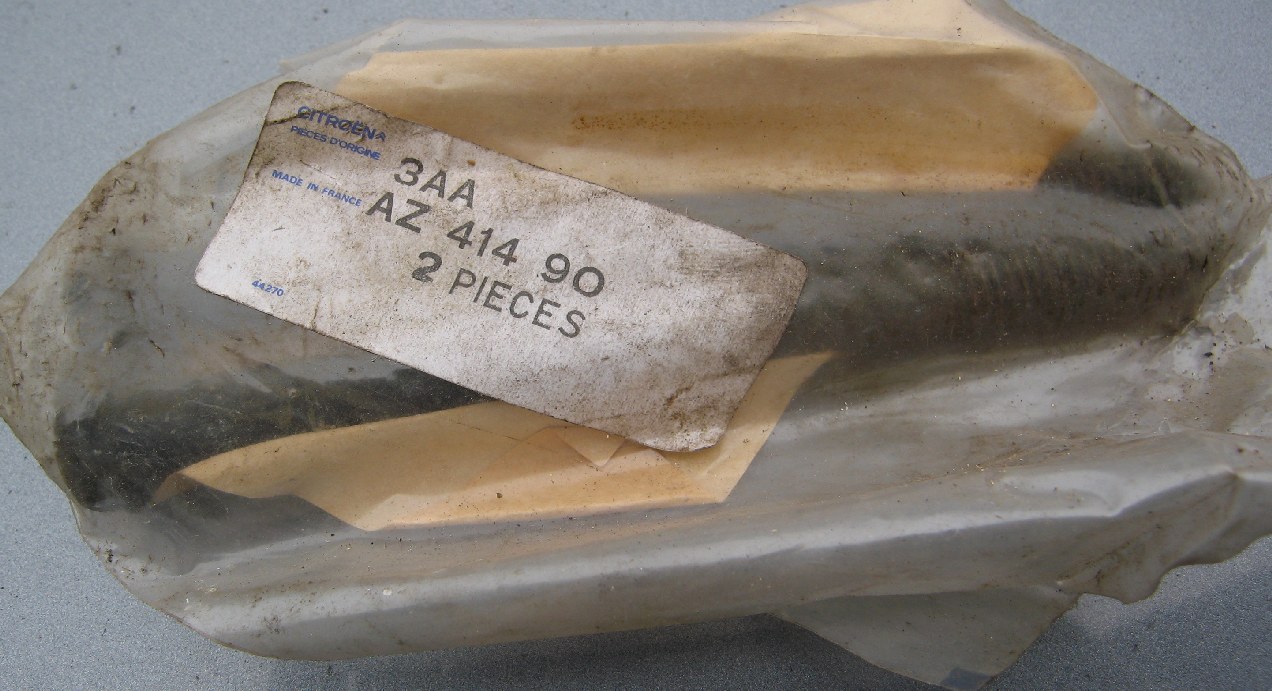 CITROËN
PIECES D'ORIGINE
MADE IN FRANCE
3AA
AZ 414 90
2 PIECES
44270